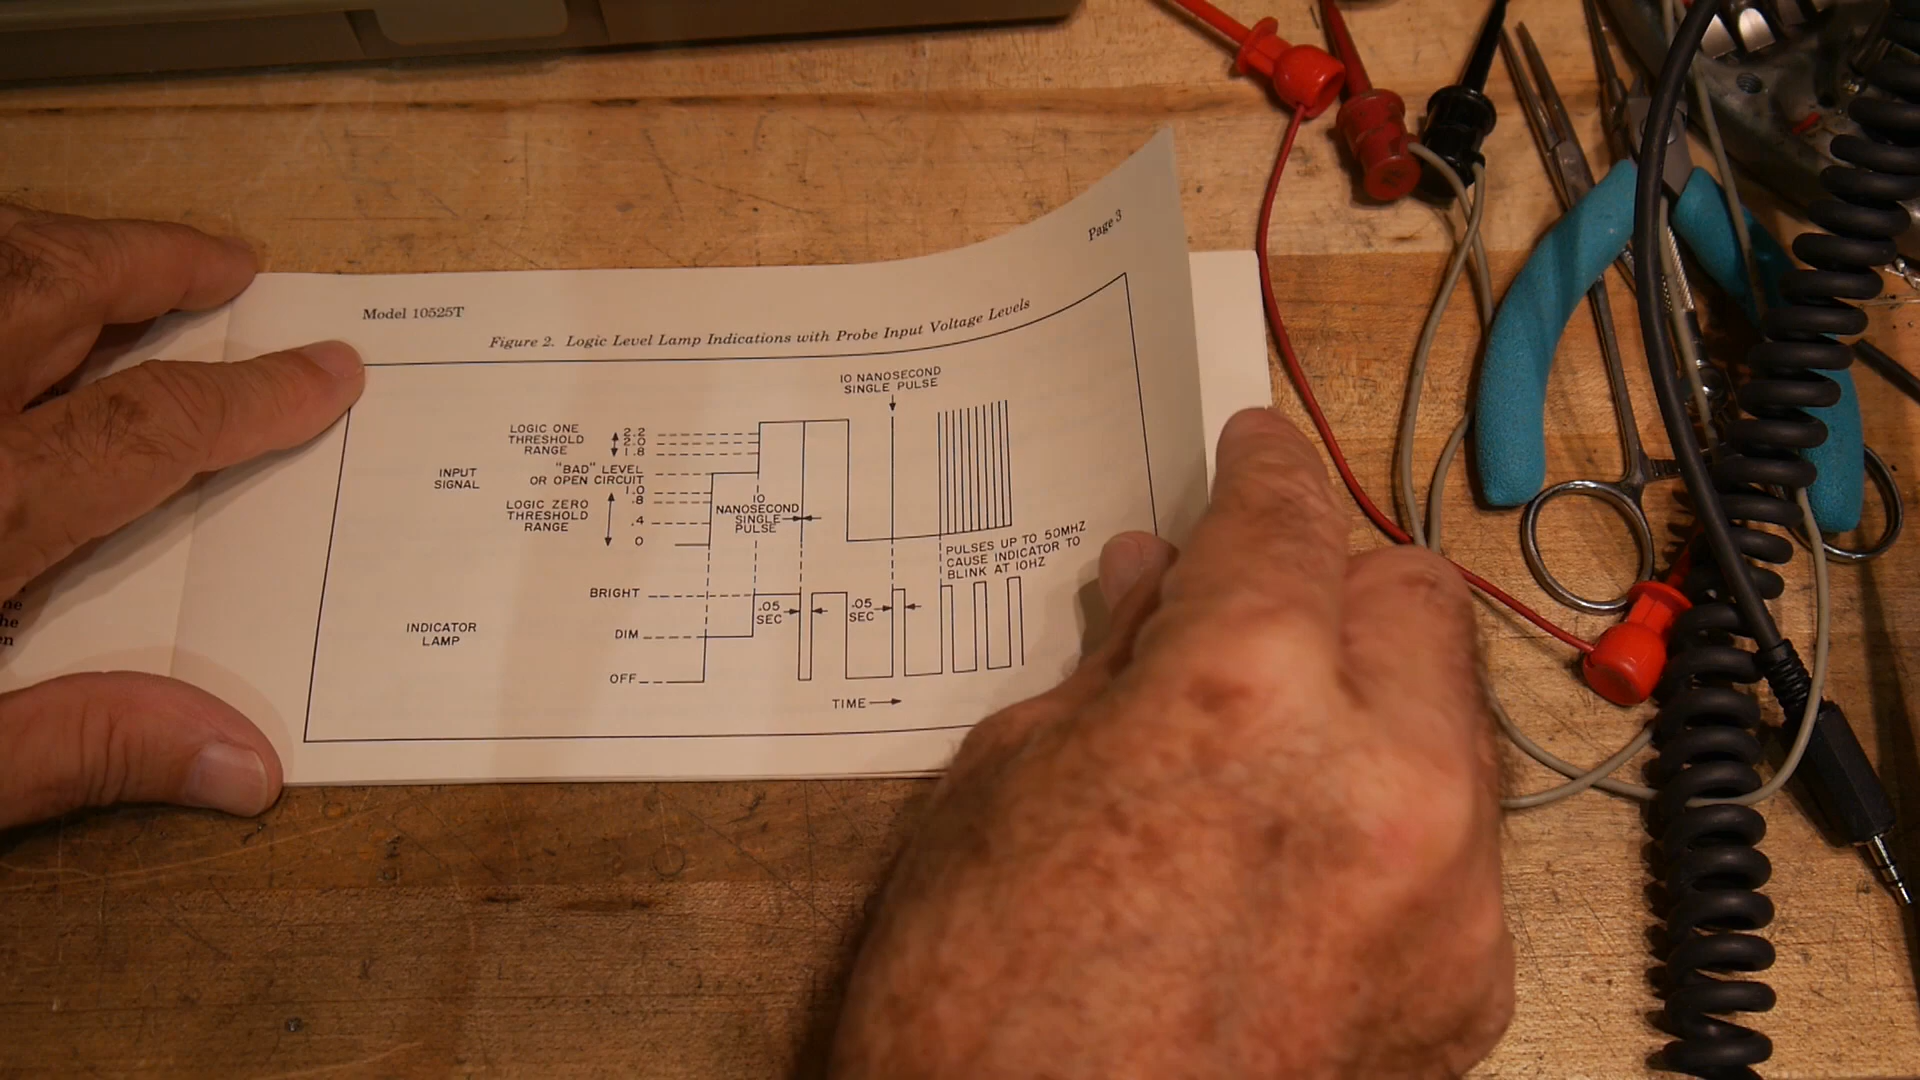 Page 3
Model 10525T
Figure 2. Logic Level Lamp Indications with Probe Input Voltage Levels
10 NANOSECOND
SINGLE PULSE
LOGIC ONE
THRESHOLD
RANGE
2.2
2.0
1.8
INPUT
SIGNAL
"BAD" LEVEL
OR OPEN CIRCUIT
LOGIC ZERO
THRESHOLD
RANGE
1.0
.8
.4
0
10
NANOSECOND
SINGLE
PULSE
PULSES UP TO 50MHZ
CAUSE INDICATOR TO
BLINK AT 10HZ
INDICATOR
LAMP
BRIGHT
DIM
OFF
.05
SEC
.05
SEC
TIME
ne
he
n